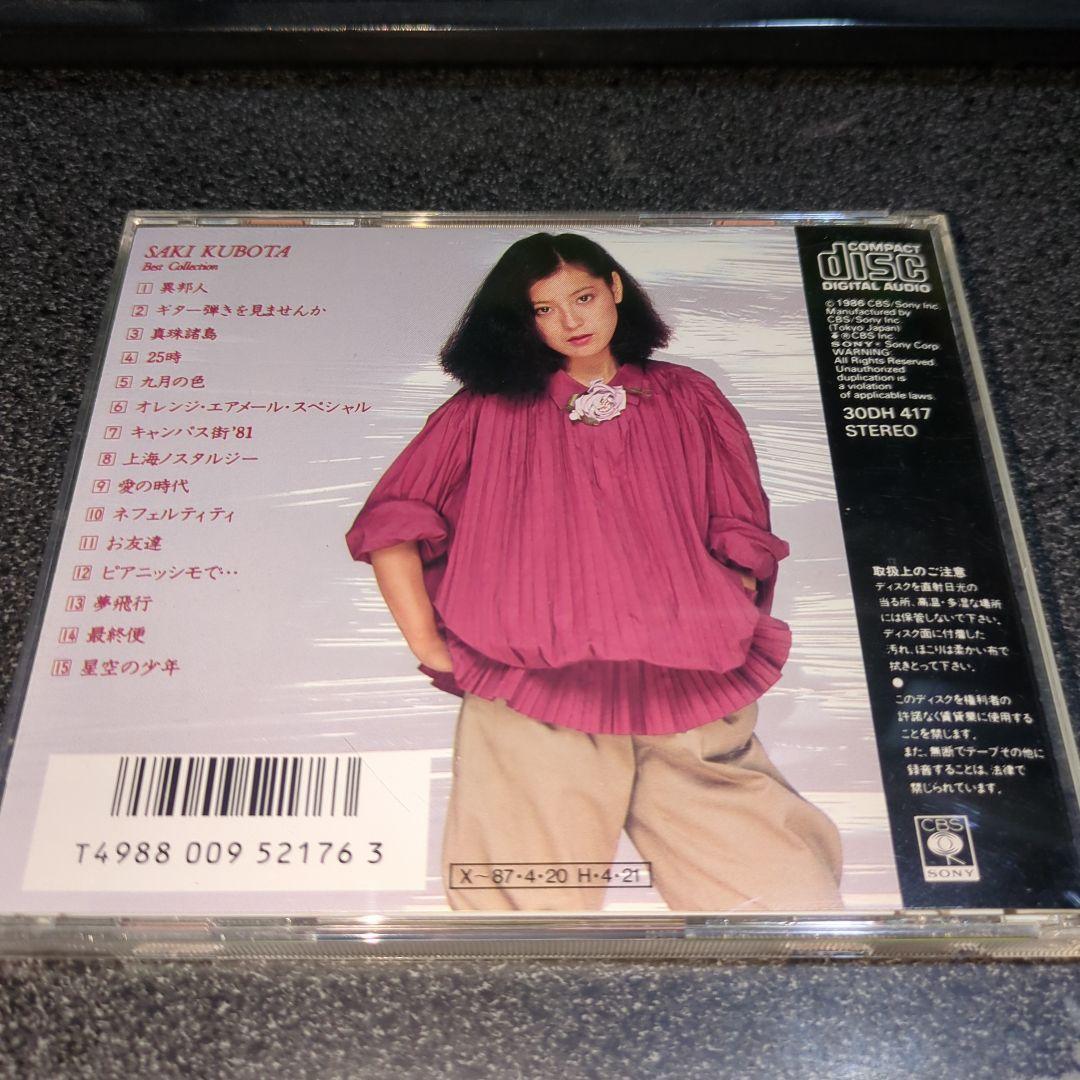 SAKI KUBOTA
Best Collection
1 異邦人
2 ギター弾きを見ませんか
3 真珠諸島
4 25時
5 九月の色
6 オレンジ・エアメール・スペシャル
7 キャンパス街'81
8 上海ノスタルジー
9 愛の時代
10 ネフェルティティ
11 お友達
12 ピアニッシモで…
13 夢飛行
14 最終便
15 星空の少年
T4988 009 52176 3
X～87・4・20 H・4・21
COMPACT
disc
DIGITAL AUDIO
© 1986 CBS/Sony Inc.
Manufactured by
CBS/Sony Inc.
(Tokyo Japan)
®CBS Inc.
SONY® Sony Corp.
WARNING:
All Rights Reserved.
Unauthorized
duplication is
a violation
of applicable laws.
30DH 417
STEREO
取扱上のご注意
ディスクを直射日光の
当る所、高温・多湿な場所
には保管しないで下さい。
ディスク面に付着した
汚れ、ほこりは柔かい布で
拭きとって下さい。
●
このディスクを権利者の
許諾なく賃貸業に使用する
ことを禁じます。
また、無断でテープその他に
録音することは、法律で
禁じられています。
CBS
SONY